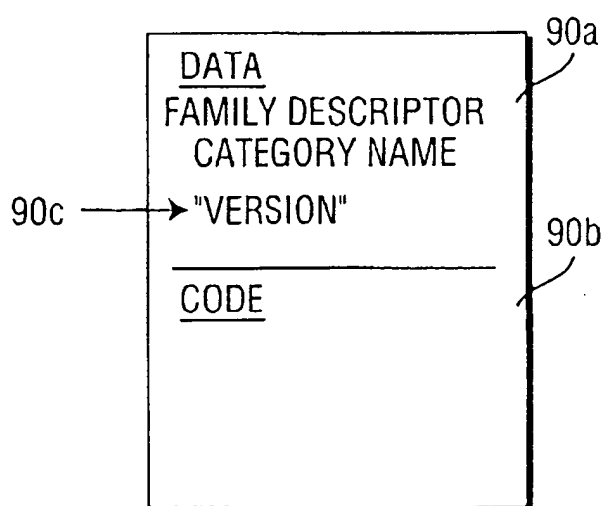 90a
DATA
FAMILY DESCRIPTOR
CATEGORY NAME
90c "VERSION"
90b
CODE